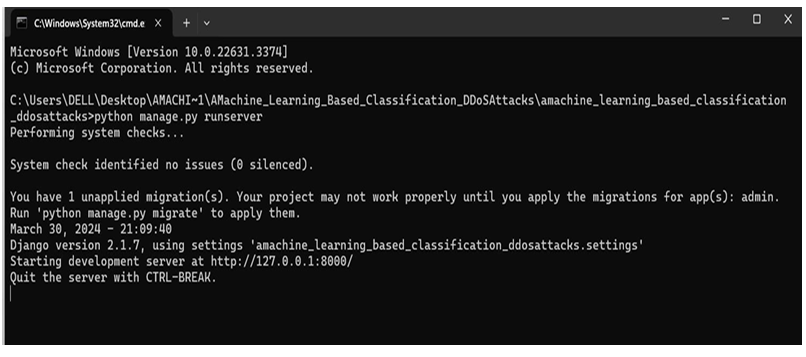 C:\Windows\System32\cmd.e
Microsoft Windows [Version 10.0.22631.3374]
(c) Microsoft Corporation. All rights reserved.
C:\Users\DELL\Desktop\AMACHI~1\AMachine_Learning_Based_Classification_DDoSAttacks\amachine_learning_based_classification
_ddosattacks>python manage.py runserver
Performing system checks...
System check identified no issues (0 silenced).
You have 1 unapplied migration(s). Your project may not work properly until you apply the migrations for app(s): admin.
Run 'python manage.py migrate' to apply them.
March 30, 2024 - 21:09:40
Django version 2.1.7, using settings 'amachine_learning_based_classification_ddosattacks.settings'
Starting development server at http://127.0.0.1:8000/
Quit the server with CTRL-BREAK.